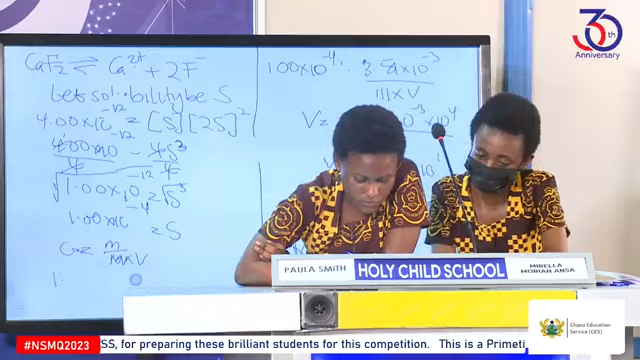 30th
Anniversary
CaF₂ ⇌ Ca²⁺ + 2F⁻
Let solubility be S
4.00×10⁻¹² = [S][2S]²
4.00×10⁻¹² = 4S³
4 4
√1.00×10⁻¹² = √S³
1.00×10⁻⁴ = S
C = m
M×V
1.00×10⁻⁴ :
×10⁻³
111×V
V=
10⁻³ ×10⁴
10¹
PAULA SMITH
HOLY CHILD SCHOOL
MIRELLA
MORIAH ANSA
Ghana Education
Service (GES)
#NSMQ2023
SS, for preparing these brilliant students for this competition. This is a Primeti